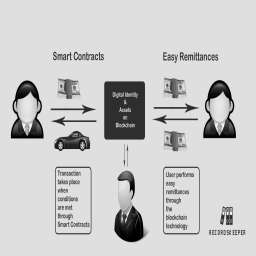 Smart Contracts
Easy Remittances
Digital Identity
&
Assets
on
Blockchain
Transaction
takes place
when
conditions
are met
through
Smart Contracts
User performs
easy
remittances
through
the
blockchain
technology
RECORDSKEEPER